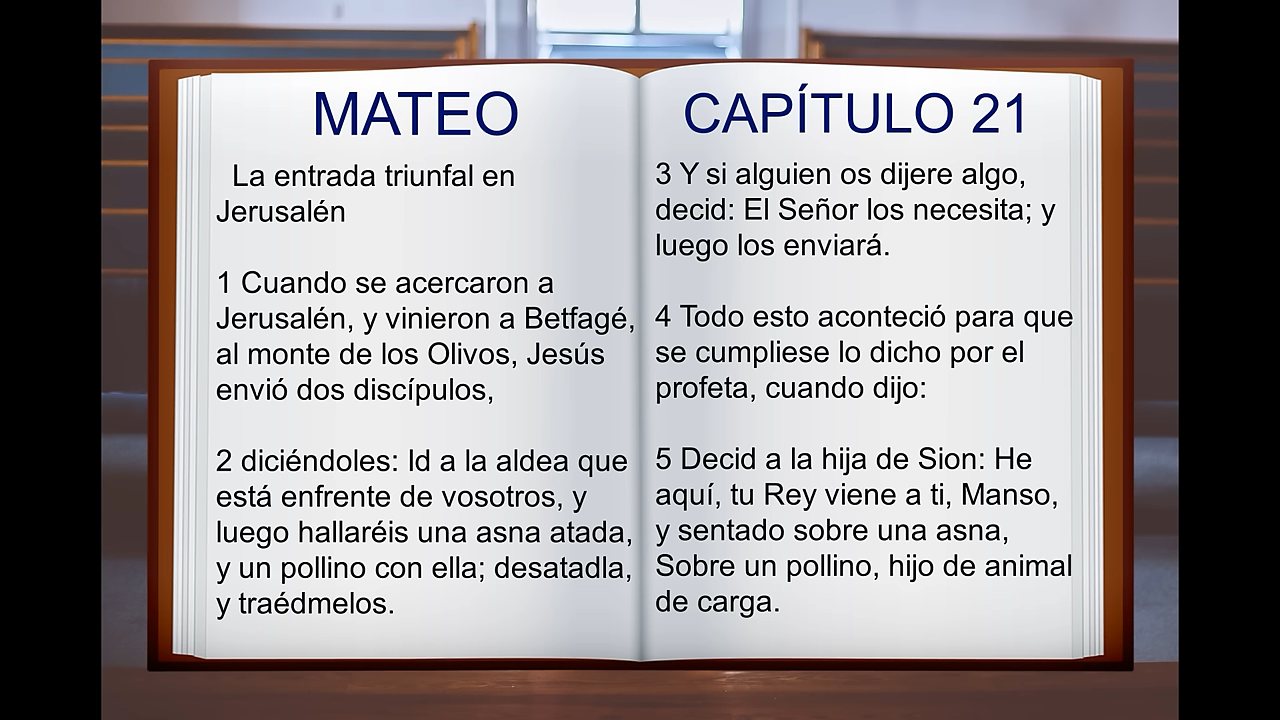 MATEO
La entrada triunfal en
Jerusalén
1 Cuando se acercaron a
Jerusalén, y vinieron a Betfagé,
al monte de los Olivos, Jesús
envió dos discípulos,
2 diciéndoles: Id a la aldea que
está enfrente de vosotros, y
luego hallaréis una asna atada,
y un pollino con ella; desatadla,
y traédmelos.
CAPÍTULO 21
3 Y si alguien os dijere algo,
decid: El Señor los necesita; y
luego los enviará.
4 Todo esto aconteció para que
se cumpliese lo dicho por el
profeta, cuando dijo:
5 Decid a la hija de Sion: He
aquí, tu Rey viene a ti, Manso,
y sentado sobre una asna,
Sobre un pollino, hijo de animal
de carga.